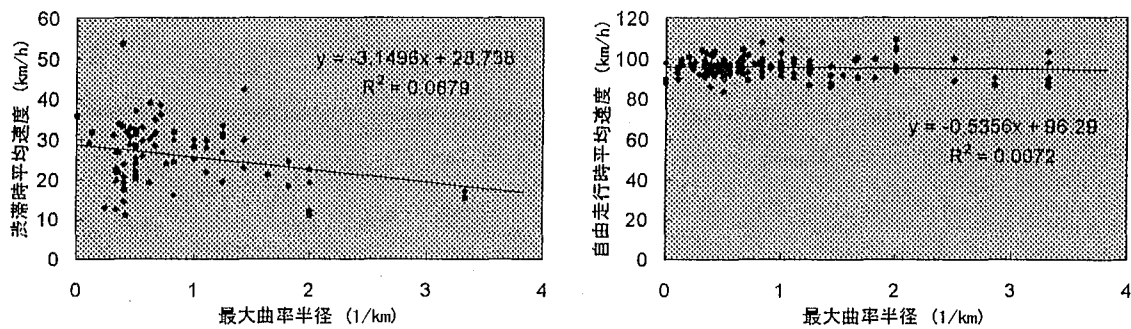 60
50
40
30
20
10
0
渋滞時平均速度 (km/h)
y = -3.1496x + 28.738
R² = 0.0679
0 1 2 3 4
最大曲率半径 (1/km)
120
100
80
60
40
20
0
自由走行時平均速度 (km/h)
y = -0.5356x + 96.29
R² = 0.0072
0 1 2 3 4
最大曲率半径 (1/km)